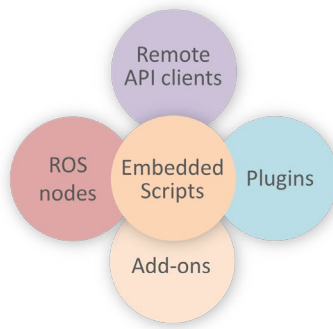 Remote
API clients
ROS
nodes
Embedded
Scripts
Plugins
Add-ons